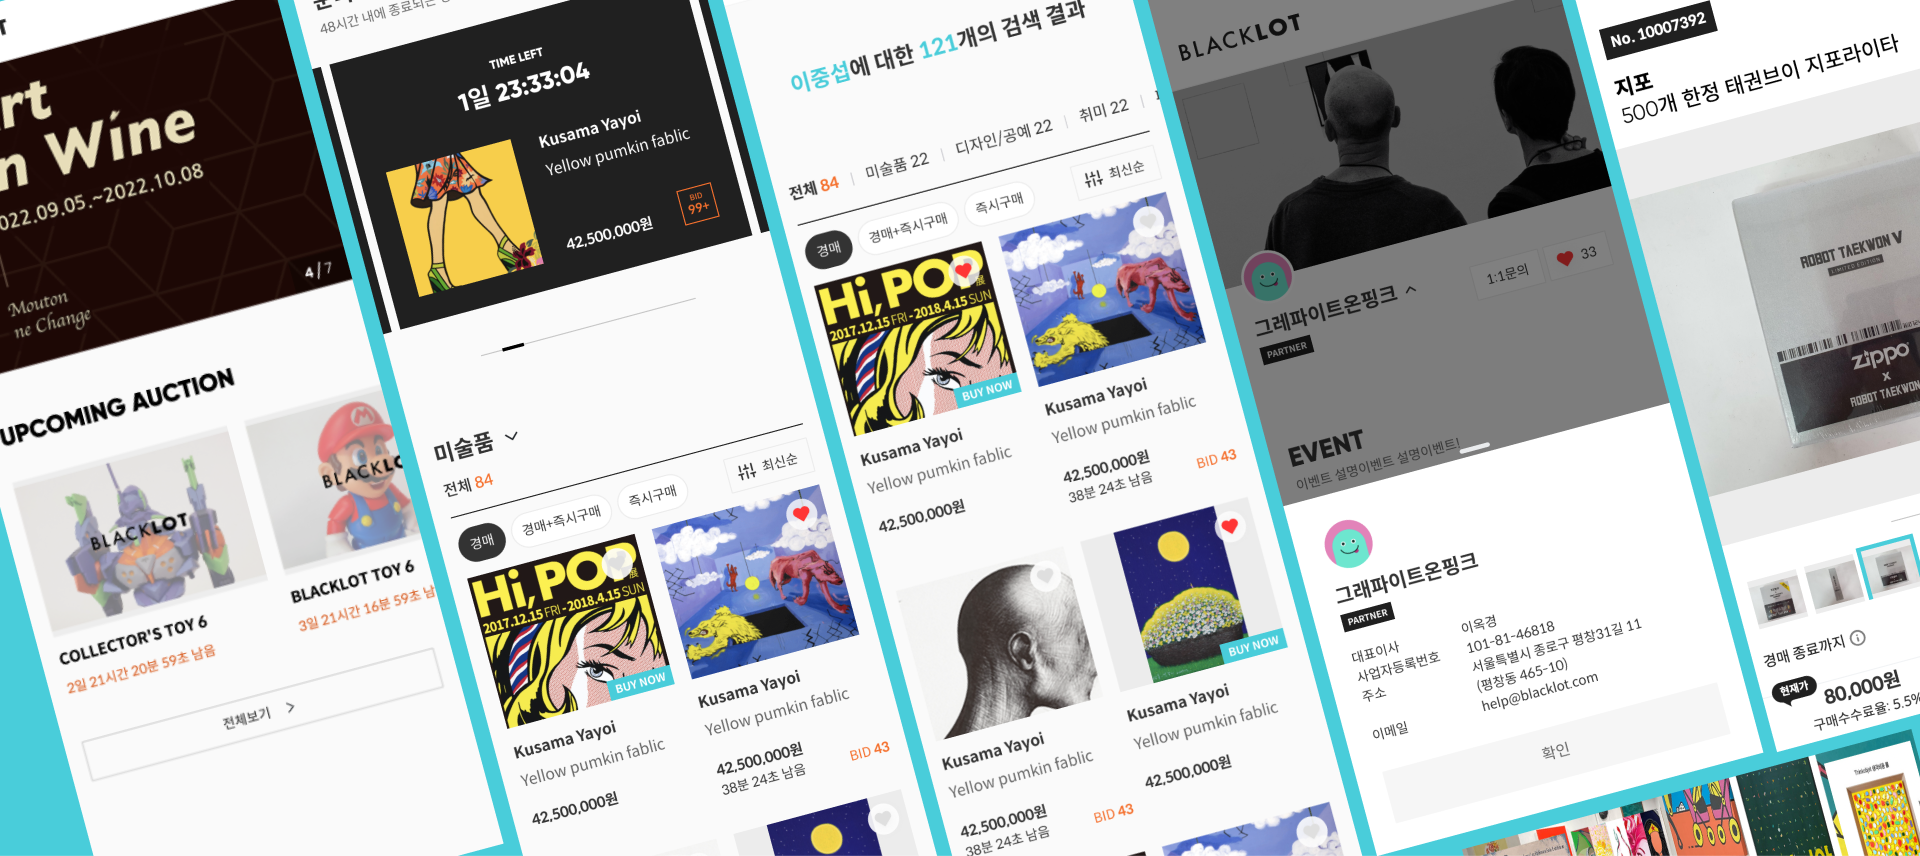 rt
n Wine
022.09.05.~2022.10.08
4/7
Mouton
ne Change
UPCOMING AUCTION
BLACKLOT
COLLECTOR'S TOY 6
2일 21시간 20분 59초 남음
BLACKLO
BLACKLOT TOY 6
3일 21시간 16분 59초 남
전체보기
48시간 내에 종료되는
TIME LEFT
1일 23:33:04
Kusama Yayoi
Yellow pumkin fablic
BID
99+
42,500,000원
미술품
전체 84
최신순
경매
경매+즉시구매
즉시구매
Hi, POP
展
2017.12.15 FRI - 2018.4.15 SUN
BUY NOW
Kusama Yayoi
Yellow pumkin fablic
42,500,000원
Kusama Yayoi
Yellow pumkin fablic
42,500,000원
38분 24초 남음
BID 43
이중섭에 대한 121개의 검색 결과
전체 84
미술품 22
디자인/공예 22
취미 22
최신순
경매
경매+즉시구매
즉시구매
Hi, POP
展
2017.12.15 FRI - 2018.4.15 SUN
BUY NOW
Kusama Yayoi
Yellow pumkin fablic
42,500,000원
Kusama Yayoi
Yellow pumkin fablic
42,500,000원
38분 24초 남음
BID 43
Kusama Yayoi
Yellow pumkin fablic
42,500,000원
38분 24초 남음
BID 43
BUY NOW
Kusama Yayoi
Yellow pumkin fablic
42,500,000원
BLACKLOT
그레파이트온핑크
PARTNER
1:1문의
33
EVENT
이벤트 설명이벤트 설명이벤트!
그래파이트온핑크
PARTNER
대표이사
이옥경
사업자등록번호
101-81-46818
주소
서울특별시 종로구 평창31길 11
(평창동 465-10)
이메일
help@blacklot.com
확인
No. 10007392
지포
500개 한정 태권브이 지포라이타
ROBOT TAEKWON V
LIMITED EDITION
zippo
X
ROBOT TAEKWON
경매 종료까지
현재가
80,000원
구매수수료율: 5.5%